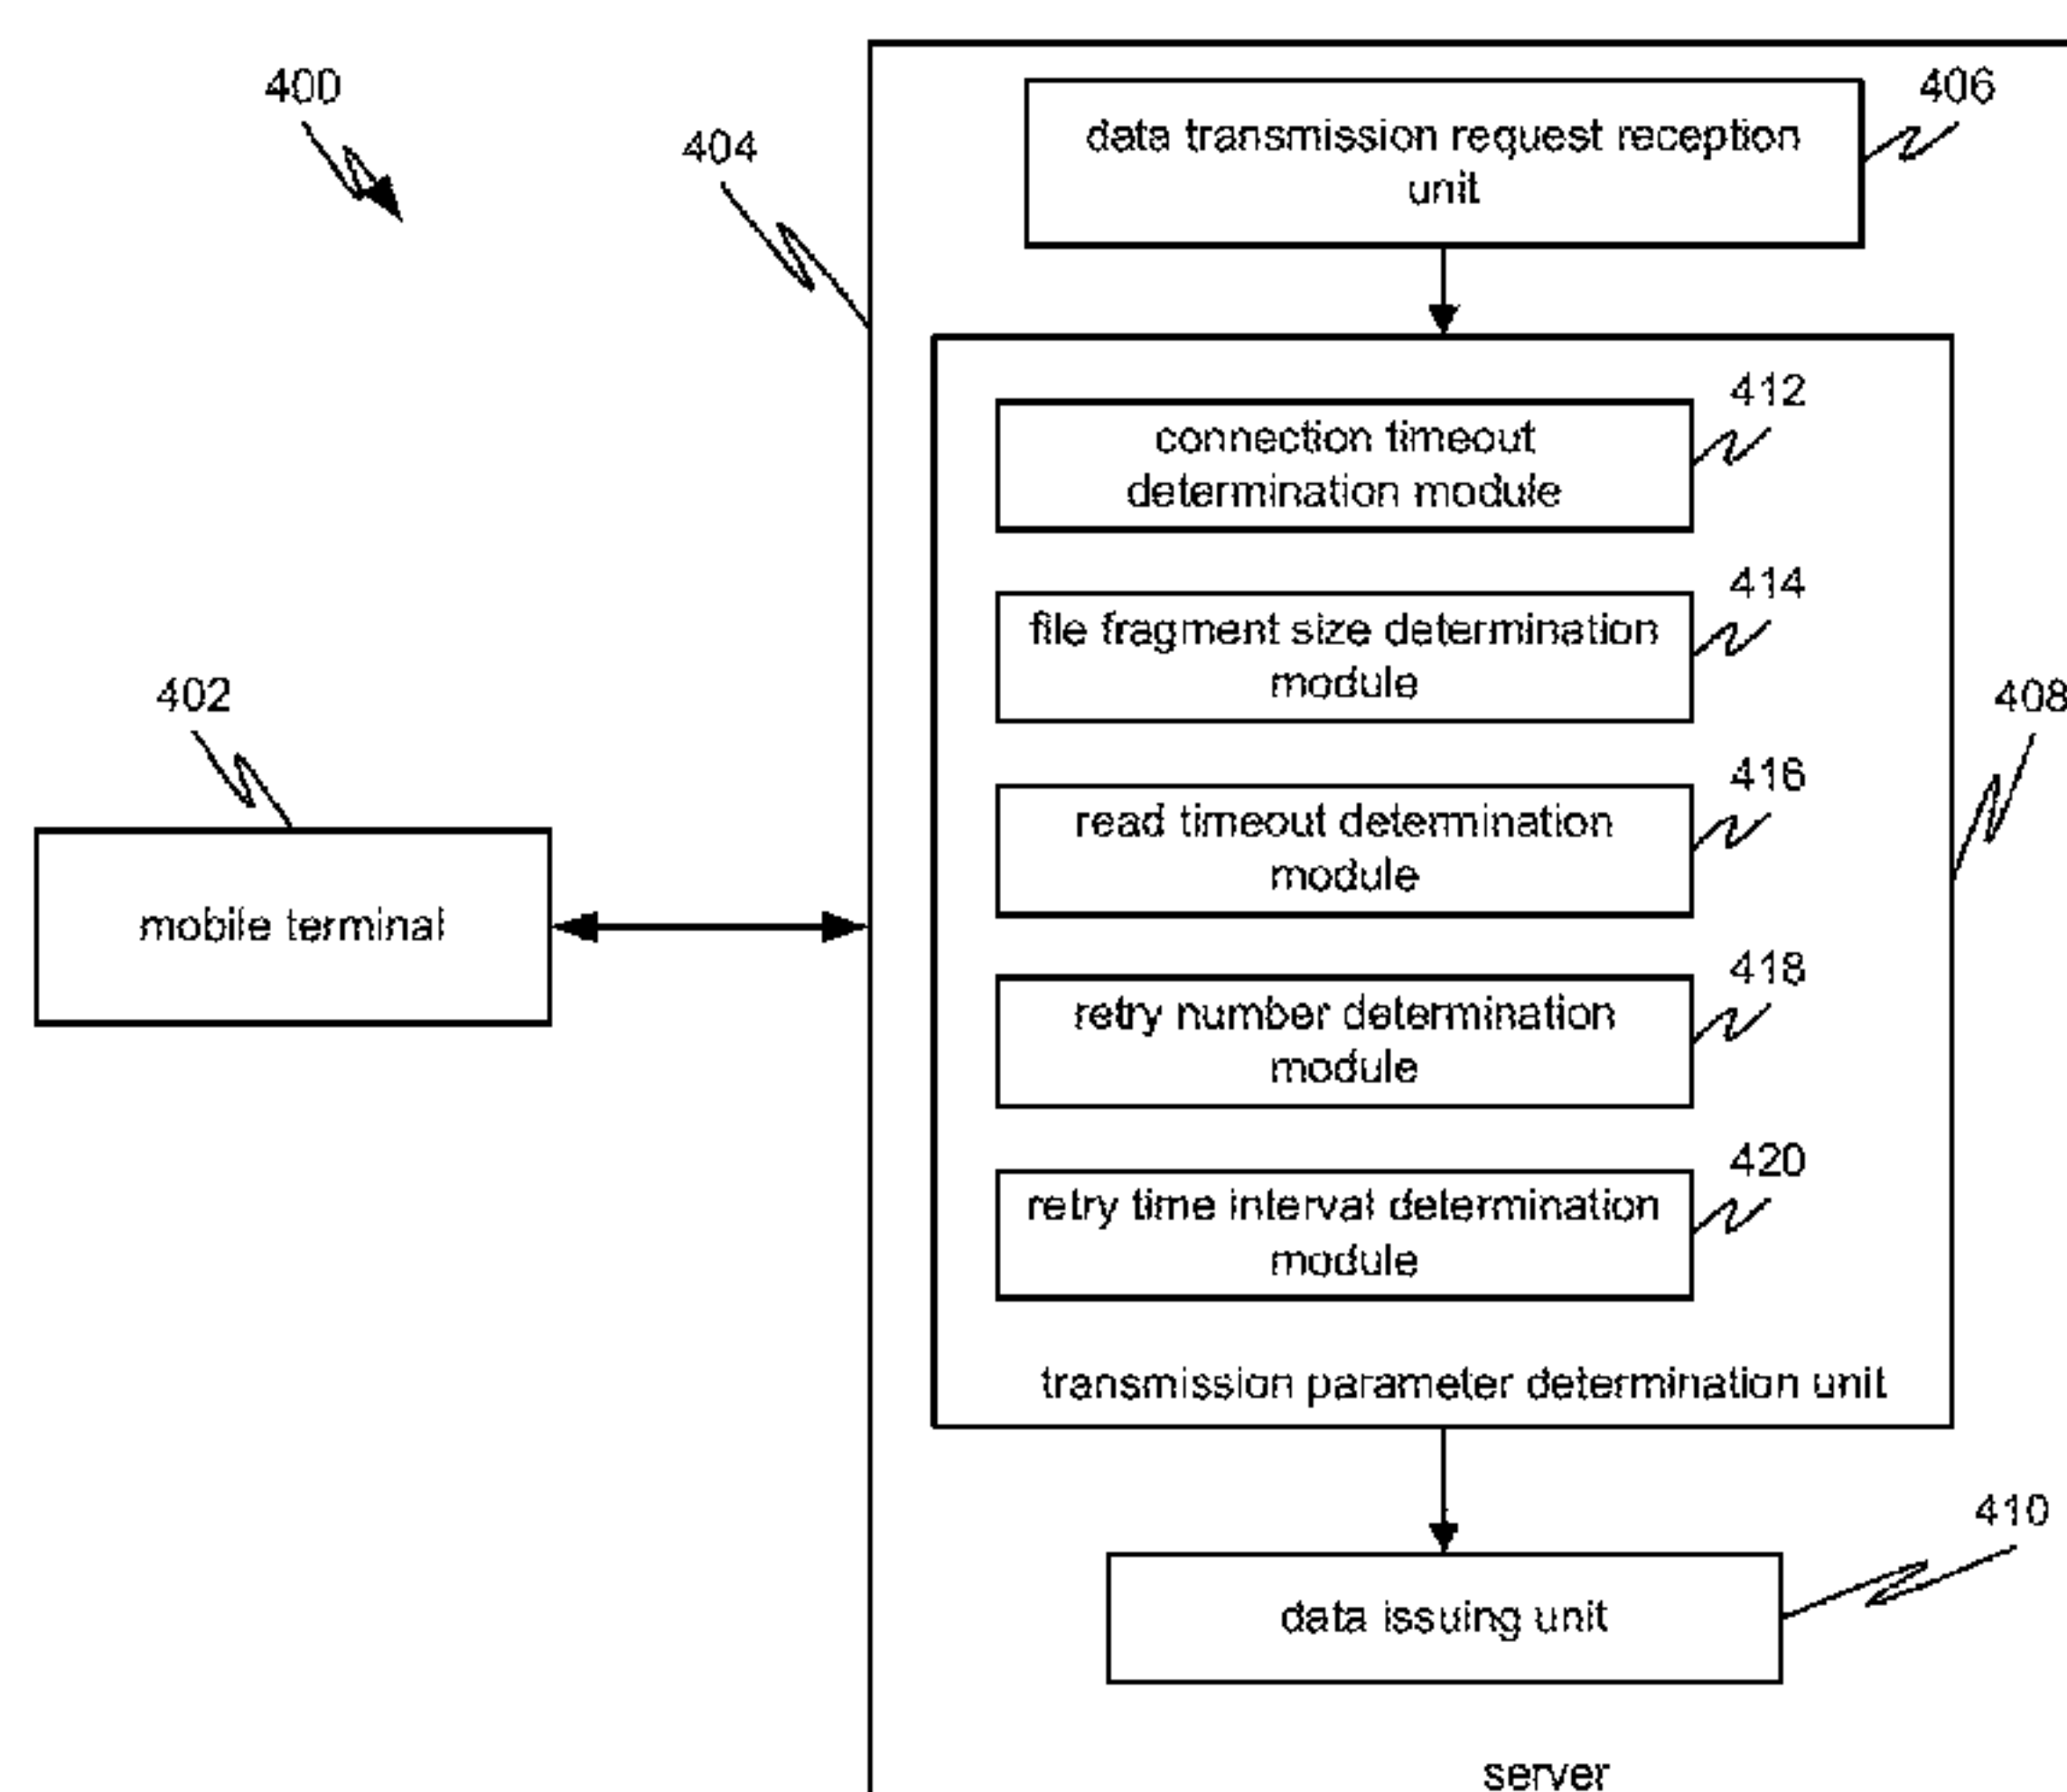 400
404
406
data transmission request reception
unit
412
connection timeout
determination module
414
file fragment size determination
module
408
402
416
read timeout determination
module
mobile terminal
418
retry number determination
module
420
retry time interval determination
module
transmission parameter determination unit
410
data issuing unit
server